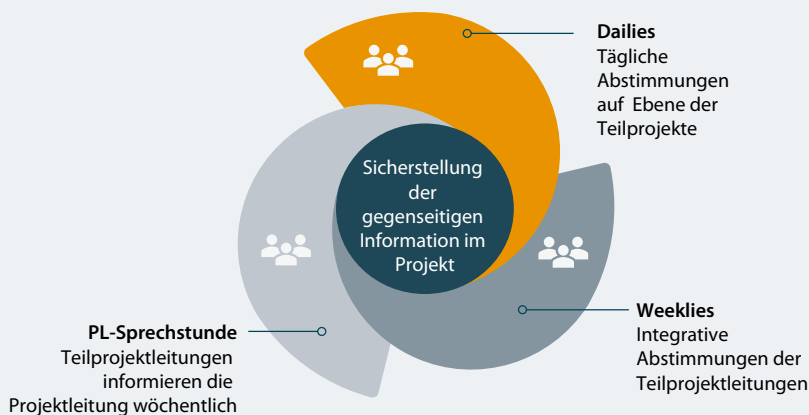 Dailies
Tägliche
Abstimmungen
auf Ebene der
Teilprojekte
Sicherstellung
der
gegenseitigen
Information im
Projekt
Weeklies
Integrative
Abstimmungen der
Teilprojektleitungen
PL-Sprechstunde
Teilprojektleitungen
informieren die
Projektleitung wöchentlich